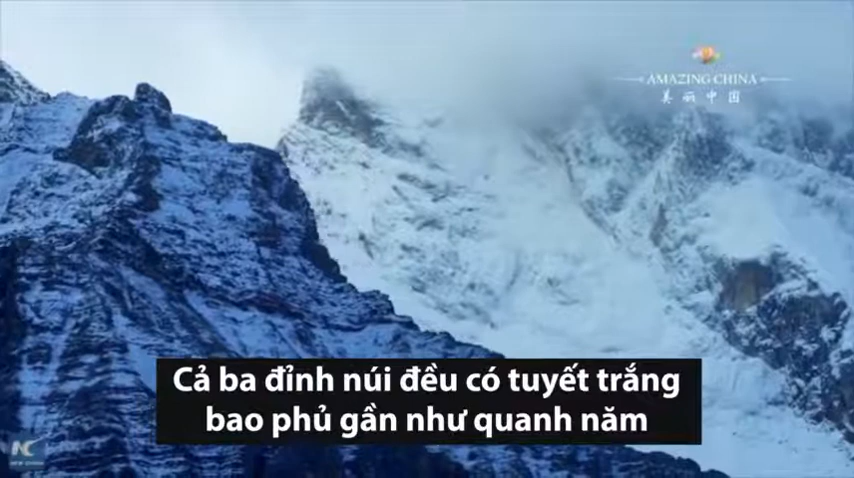 AMAZING CHINA
美丽中国
Cả ba đỉnh núi đều có tuyết trắng
bao phủ gần như quanh năm
NC